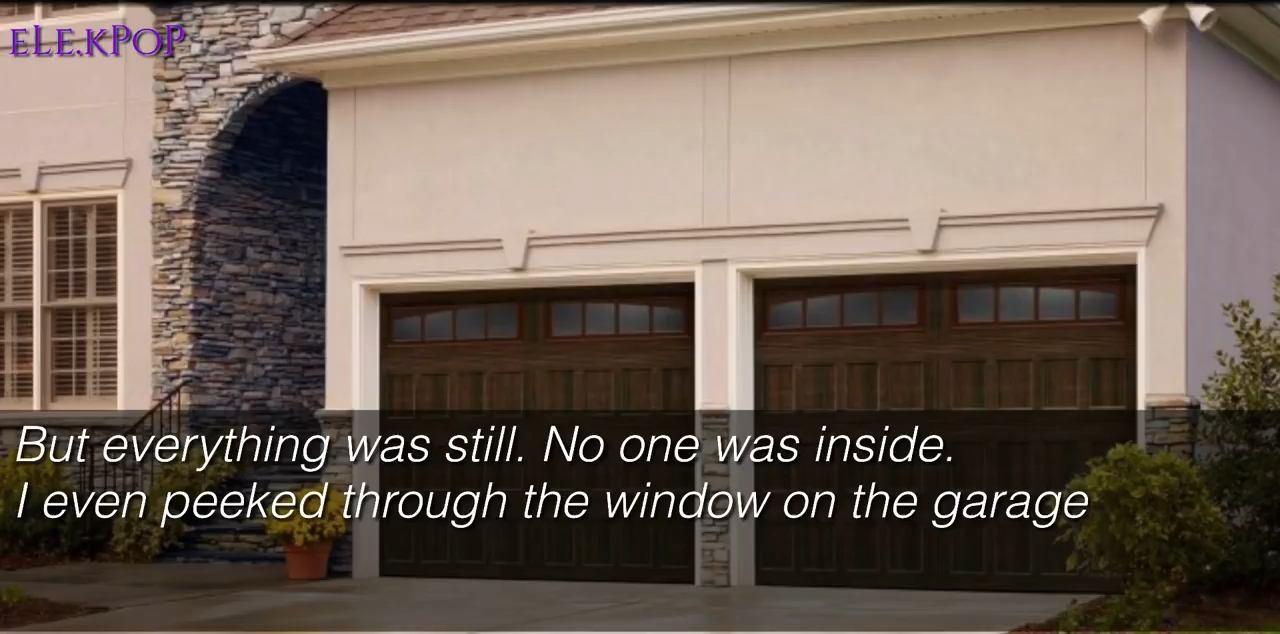 eLe.kPoP
But everything was still. No one was inside.
I even peeked through the window on the garage